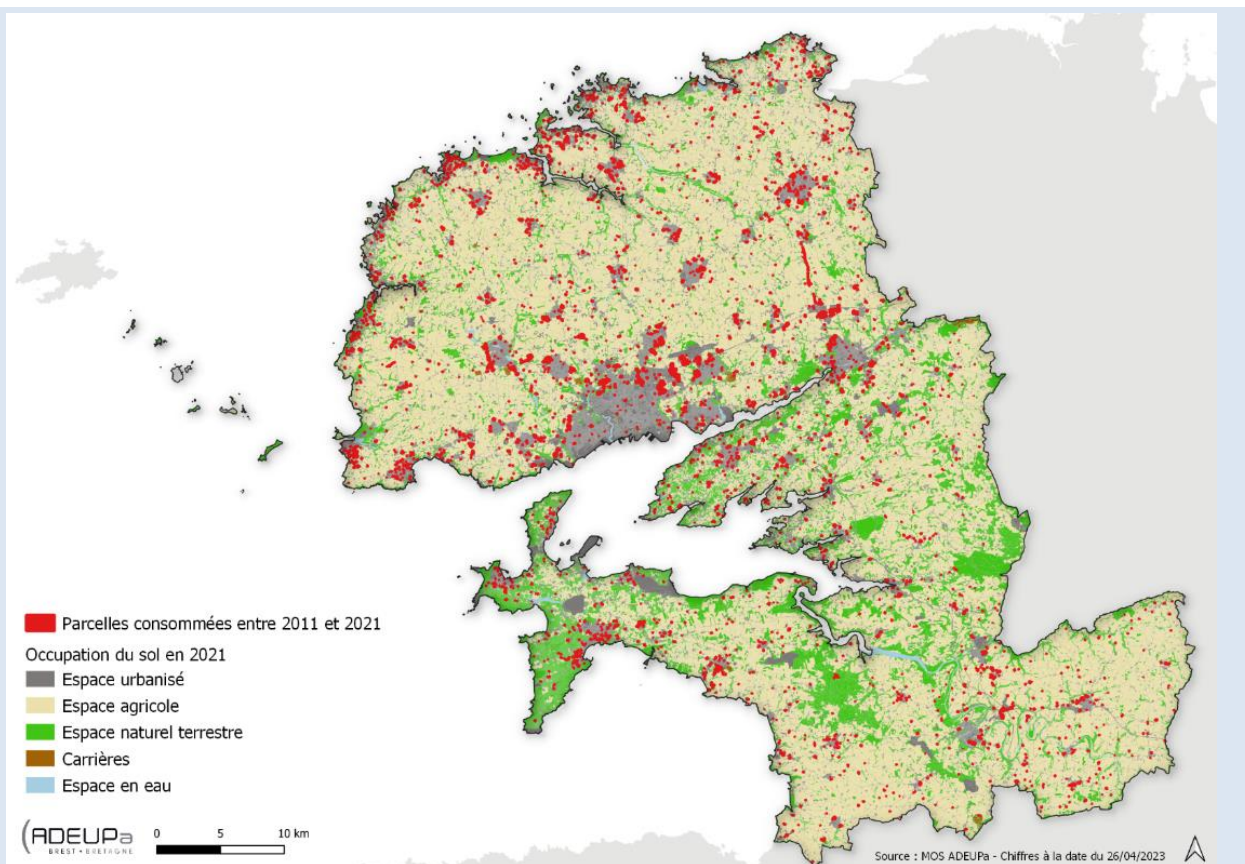 Parcelles consommées entre 2011 et 2021
Occupation du sol en 2021
Espace urbanisé
Espace agricole
Espace naturel terrestre
Carrières
Espace en eau
(ADEUPa
BREST • BRETAGNE
0 5 10 km
Source : MOS ADEUPa - Chiffres à la date du 26/04/2023